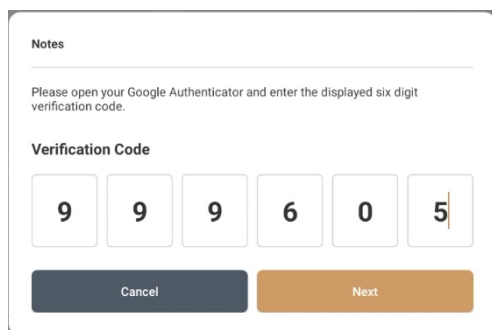 Notes
Please open your Google Authenticator and enter the displayed six digit
verification code.
Verification Code
9 9 9 6 0 5
Cancel Next